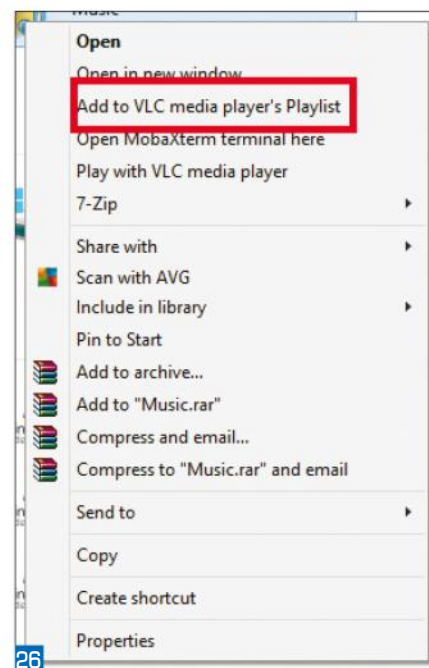 Music
Open
Open in new window
Add to VLC media player's Playlist
Open MobaXterm terminal here
Play with VLC media player
7-Zip
Share with
Scan with AVG
Include in library
Pin to Start
Add to archive...
Add to "Music.rar"
Compress and email...
Compress to "Music.rar" and email
Send to
Copy
Create shortcut
Properties
26